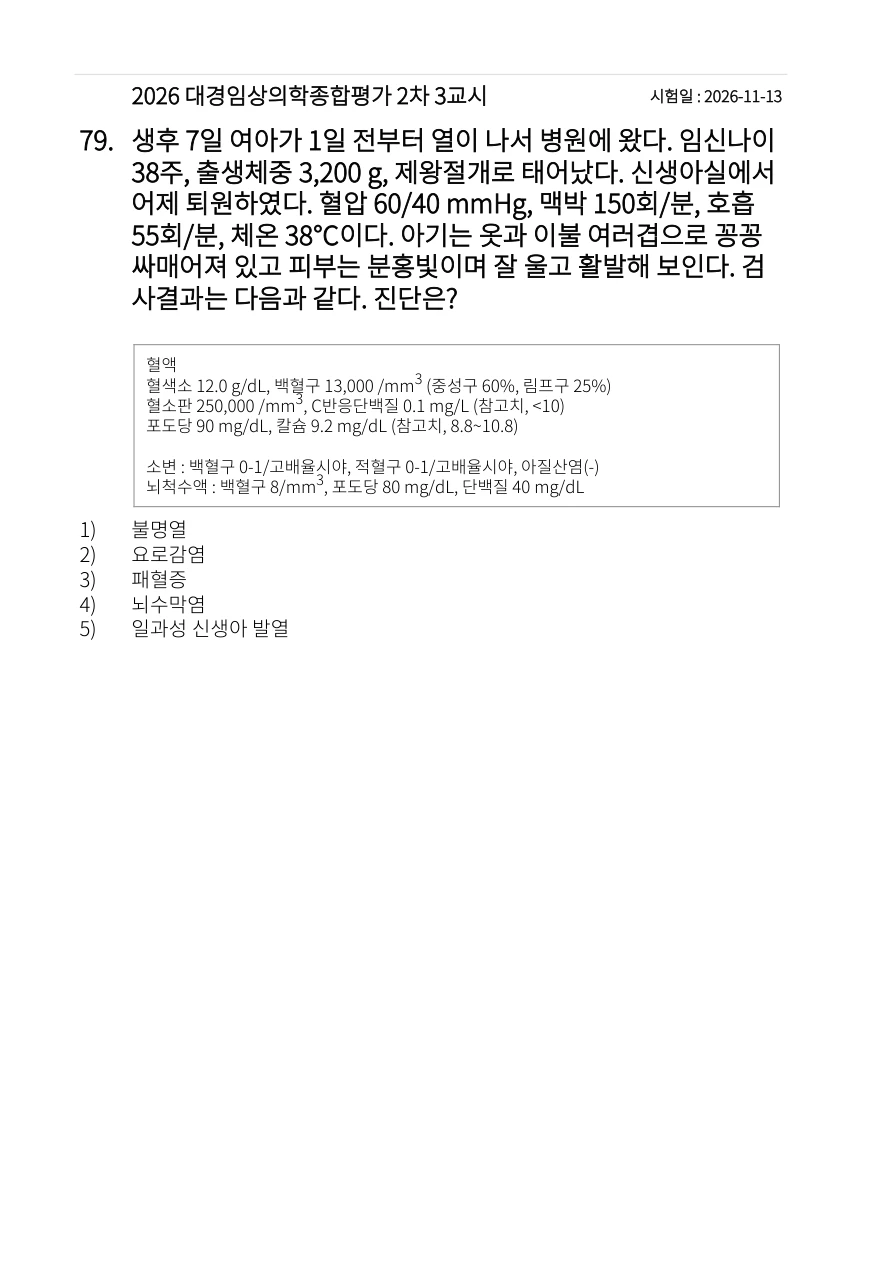 2026 대경임상의학종합평가 2차 3교시
시험일 : 2026-11-13
79. 생후 7일 여아가 1일 전부터 열이 나서 병원에 왔다. 임신나이
38주, 출생체중 3,200 g, 제왕절개로 태어났다. 신생아실에서
어제 퇴원하였다. 혈압 60/40 mmHg, 맥박 150회/분, 호흡
55회/분, 체온 38℃이다. 아기는 옷과 이불 여러겹으로 꽁꽁
싸매어져 있고 피부는 분홍빛이며 잘 울고 활발해 보인다. 검
사결과는 다음과 같다. 진단은?
혈액
혈색소 12.0 g/dL, 백혈구 13,000 /mm³ (중성구 60%, 림프구 25%)
혈소판 250,000 /mm³, C반응단백질 0.1 mg/L (참고치, <10)
포도당 90 mg/dL, 칼슘 9.2 mg/dL (참고치, 8.8~10.8)
소변 : 백혈구 0-1/고배율시야, 적혈구 0-1/고배율시야, 아질산염(-)
뇌척수액 : 백혈구 8/mm³, 포도당 80 mg/dL, 단백질 40 mg/dL
1) 불명열
2) 요로감염
3) 패혈증
4) 뇌수막염
5) 일과성 신생아 발열